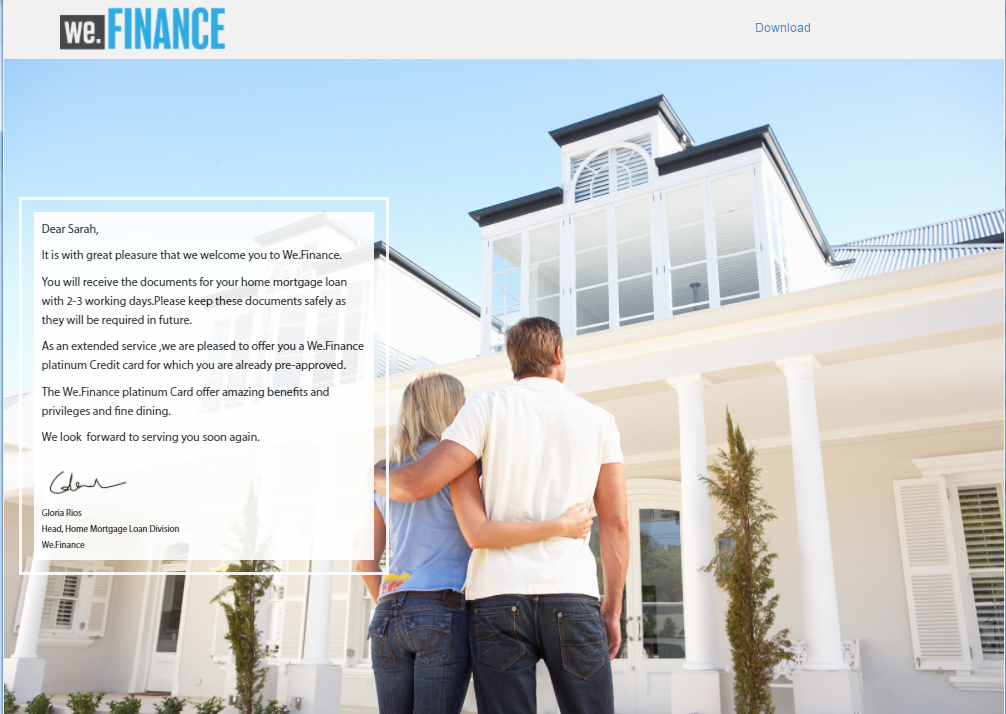 we.FINANCE
Download
Dear Sarah,
It is with great pleasure that we welcome you to We.Finance.
You will receive the documents for your home mortgage loan
with 2-3 working days.Please keep these documents safely as
they will be required in future.
As an extended service ,we are pleased to offer you a We.Finance
platinum Credit card for which you are already pre-approved.
The We.Finance platinum Card offer amazing benefits and
privileges and fine dining.
We look  forward to serving you soon again.
Gloria Rios
Head, Home Mortgage Loan Division
We.Finance